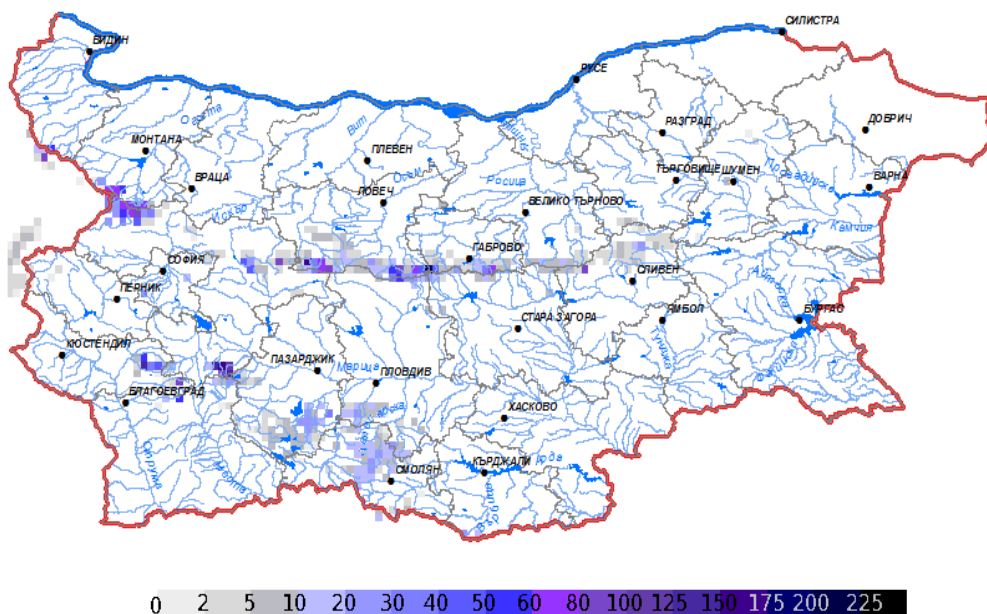 СИЛИСТРА
ВИДИН
РУСЕ
Огоста
Вит
РАЗГРАД
ДОБРИЧ
МОНТАНА
ПЛЕВЕН
ВРАЦА
Осъм
Росица
ТЪРГОВИЩЕ
ШУМЕН
ВАРНА
ЛОВЕЧ
Искър
ВЕЛИКО ТЪРНОВО
Камчия
ГАБРОВО
СОФИЯ
СЛИВЕН
ПЕРНИК
БУРГАС
СТАРА ЗАГОРА
ЯМБОЛ
Тунджа
КЮСТЕНДИЛ
ПАЗАРДЖИК
Марица
ПЛОВДИВ
БЛАГОЕВГРАД
ХАСКОВО
Струма
Места
СМОЛЯН
КЪРДЖАЛИ
0 2 5 10 20 30 40 50 60 80 100 125 150 175 200 225